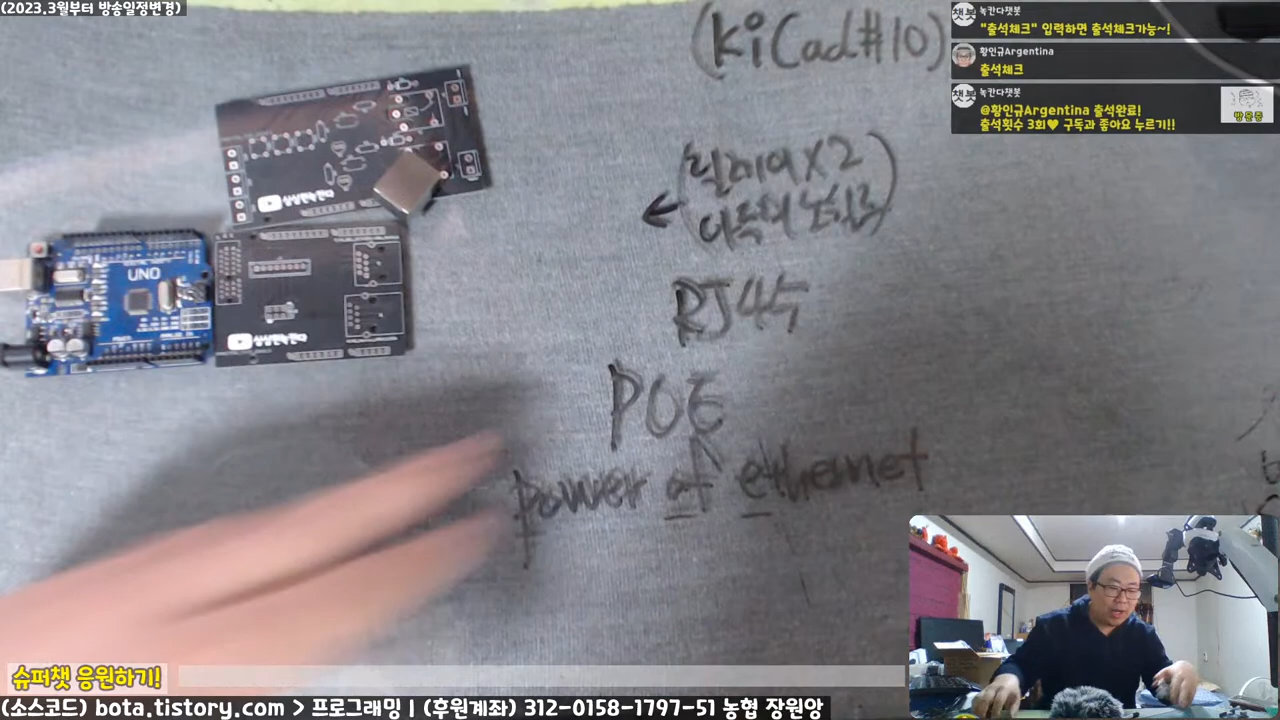 (2023.3월부터 방송일정변경)
(KiCad#10)
챗봇
녹칸다챗봇
"출석체크" 입력하면 출석체크가능~!
황인규Argentina
출석체크
챗봇
녹칸다챗봇
@황인규Argentina 출석완료!
출석횟수 3회♥ 구독과 좋아요 누르기!!
방문중
(릴레이X2
RJ45
UNO
POE
power of ethernet
슈퍼챗 응원하기!
(소스코드) bota.tistory.com > 프로그래밍 | (후원계좌) 312-0158-1797-51 농협 장원앙